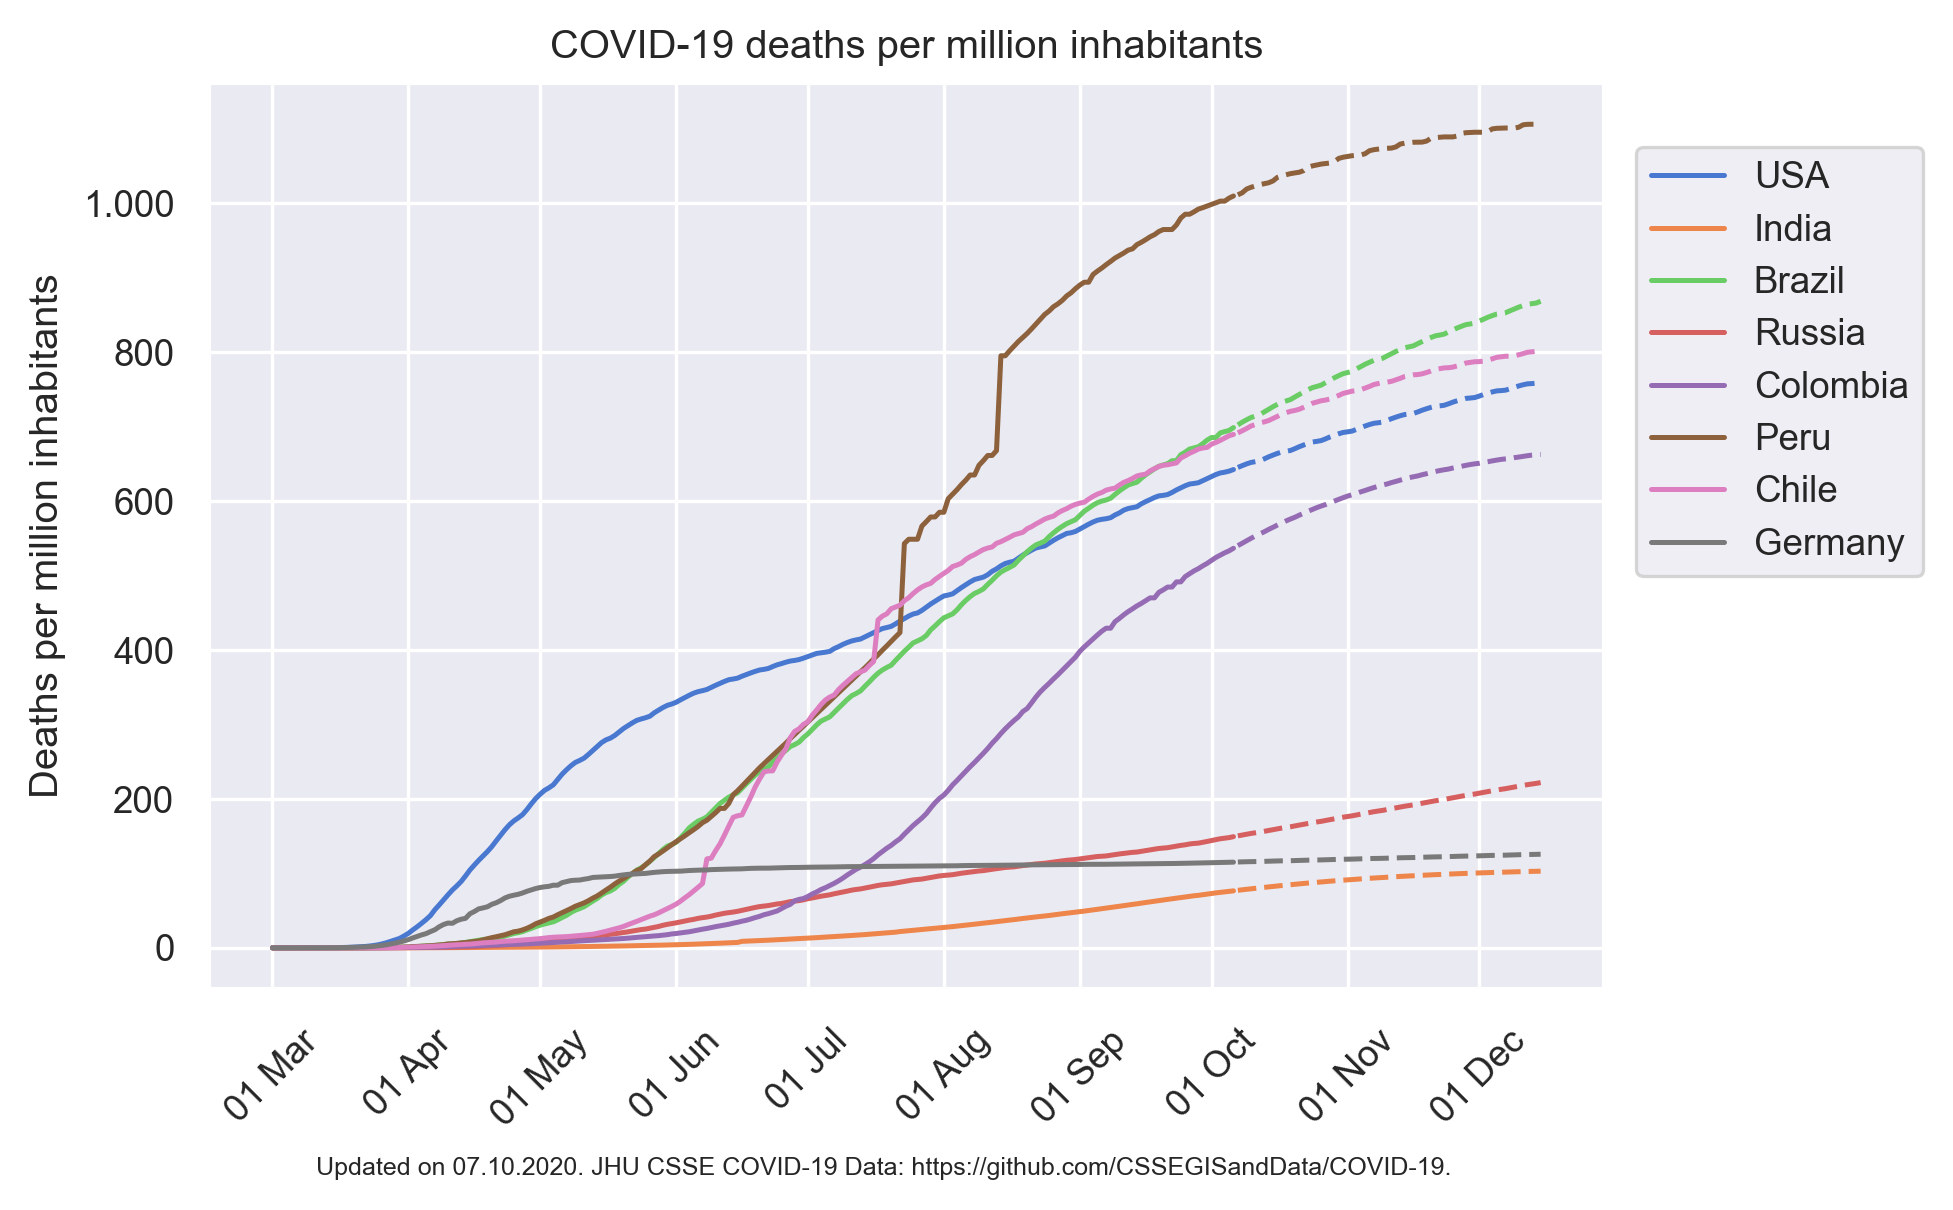 COVID-19 deaths per million inhabitants
Deaths per million inhabitants
1.000
800
600
400
200
0
01 Mar
01 Apr
01 May
01 Jun
01 Jul
01 Aug
01 Sep
01 Oct
01 Nov
01 Dec
USA
India
Brazil
Russia
Colombia
Peru
Chile
Germany
Updated on 07.10.2020. JHU CSSE COVID-19 Data: https://github.com/CSSEGISandData/COVID-19.